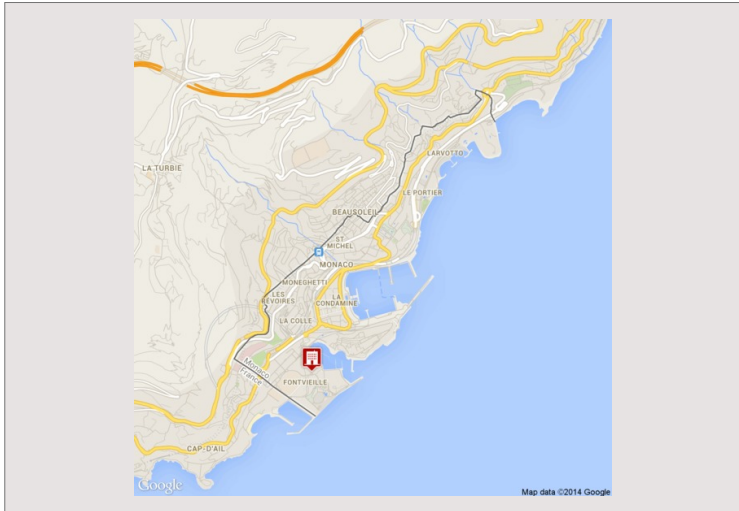 LARVOTTO
LA TURBIE
LE PORTIER
BEAUSOLEIL
ST
MICHEL
MONACO
MONEGHETTI
LES
RÉVOIRES
LA
CONDAMINE
LA COLLE
Monaco
France
FONTVIEILLE
CAP-D'AIL
Google
Map data ©2014 Google